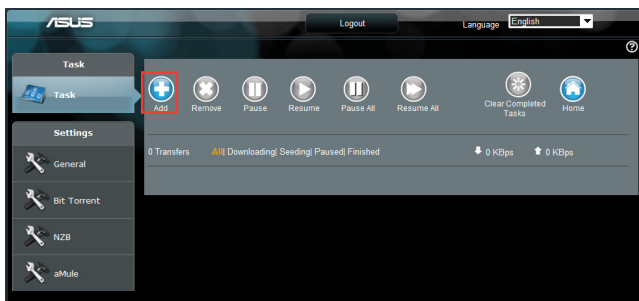 ASUS
Logout
Language English
Task
Task
Add Remove Pause Resume Pause All Resume All Clear Completed Tasks Home
Settings
0 Transfers All| Downloading| Seeding| Paused| Finished 0 KBps 0 KBps
General
Bit Torrent
NZB
aMule